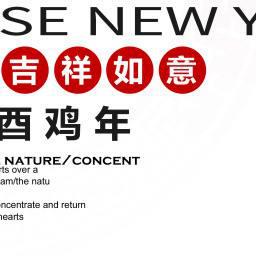 SE NEW Y
吉祥如意
酉鸡年
NATURE/CONCENT
rts over a
am/the natu
ncentrate and return
hearts